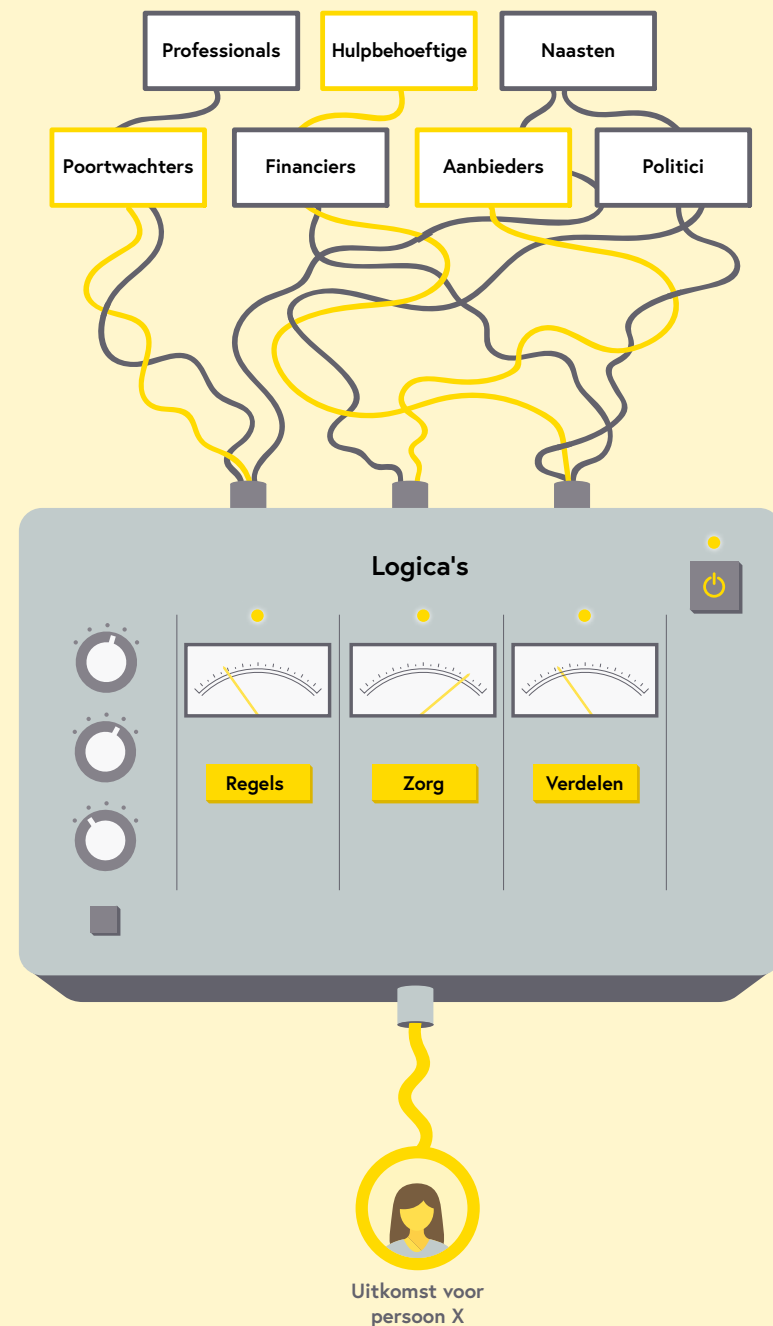 Professionals
Hulpbehoeftige
Naasten
Poortwachters
Financiers
Aanbieders
Politici
Logica's
Regels
Zorg
Verdelen
Uitkomst voor
persoon X